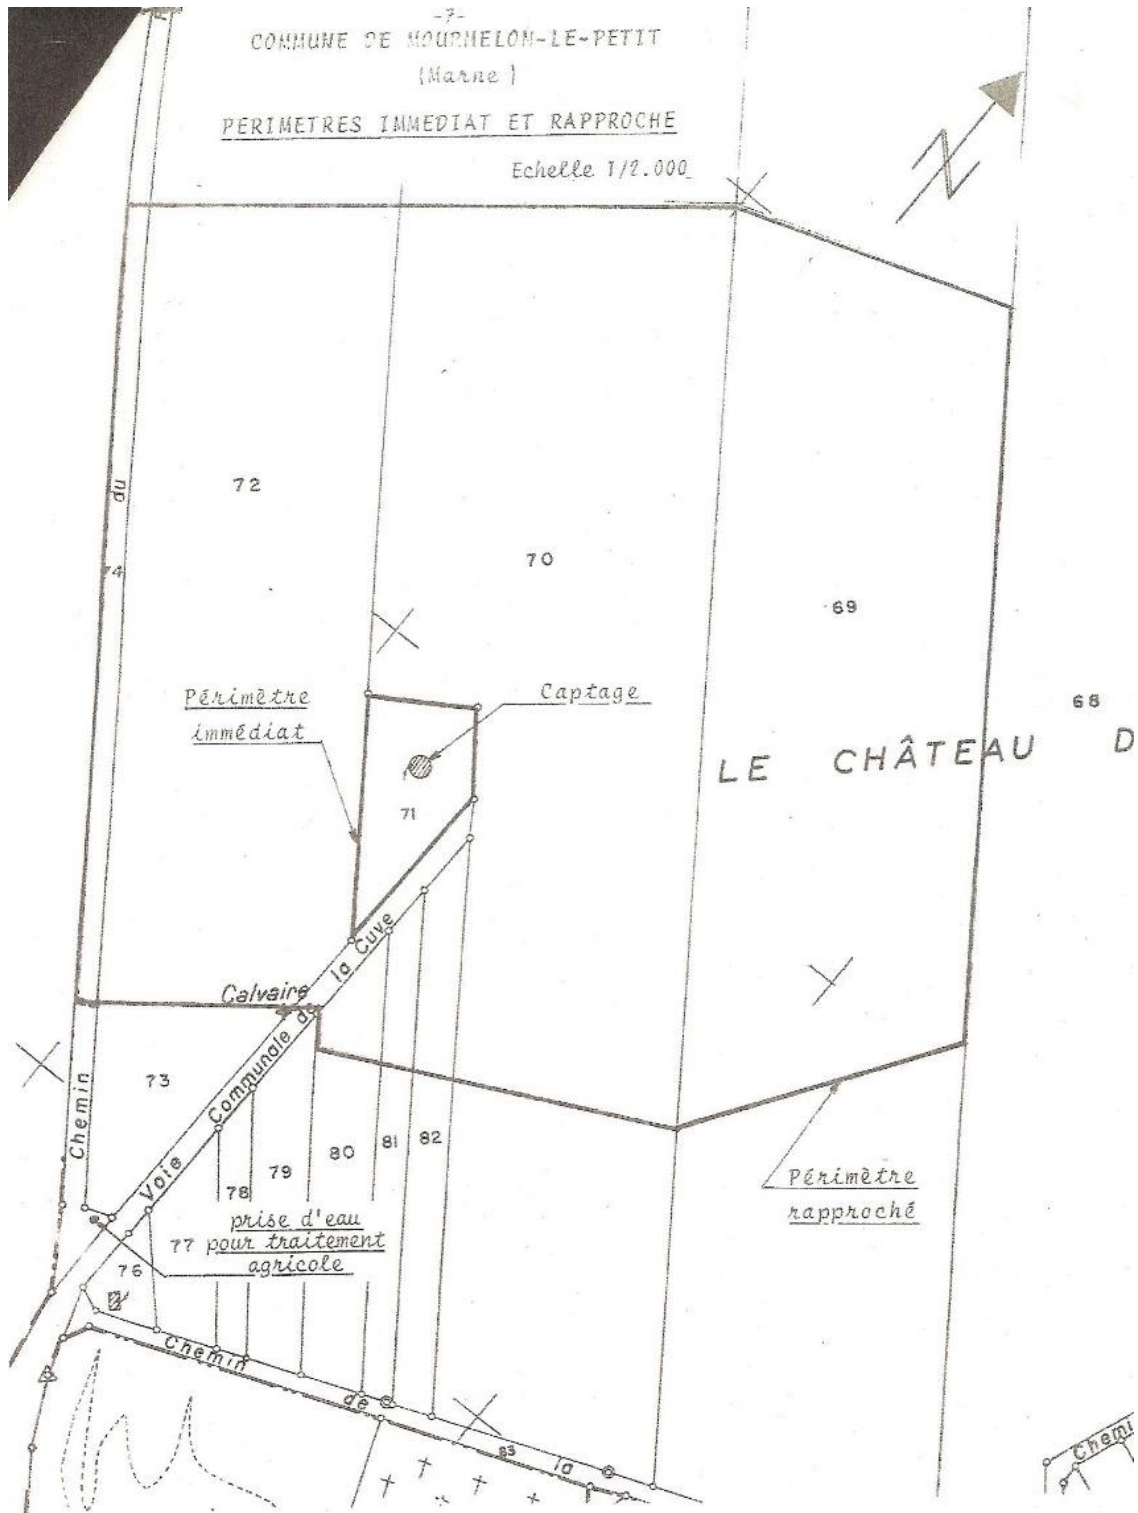 -7-
COMMUNE DE MOURMELON-LE-PETIT
(Marne)
PERIMETRES IMMEDIAT ET RAPPROCHE
Echelle 1/2.000
du
72
74
70
69
68
Périmètre
immédiat
Captage
LE CHÂTEAU D
71
Calvaire
Voie Communale de la Cuve
Chemin
73
78
79
80
81
82
Périmètre
rapproché
prise d'eau
77 pour traitement
agricole
76
Chemin de la
83
Chemi